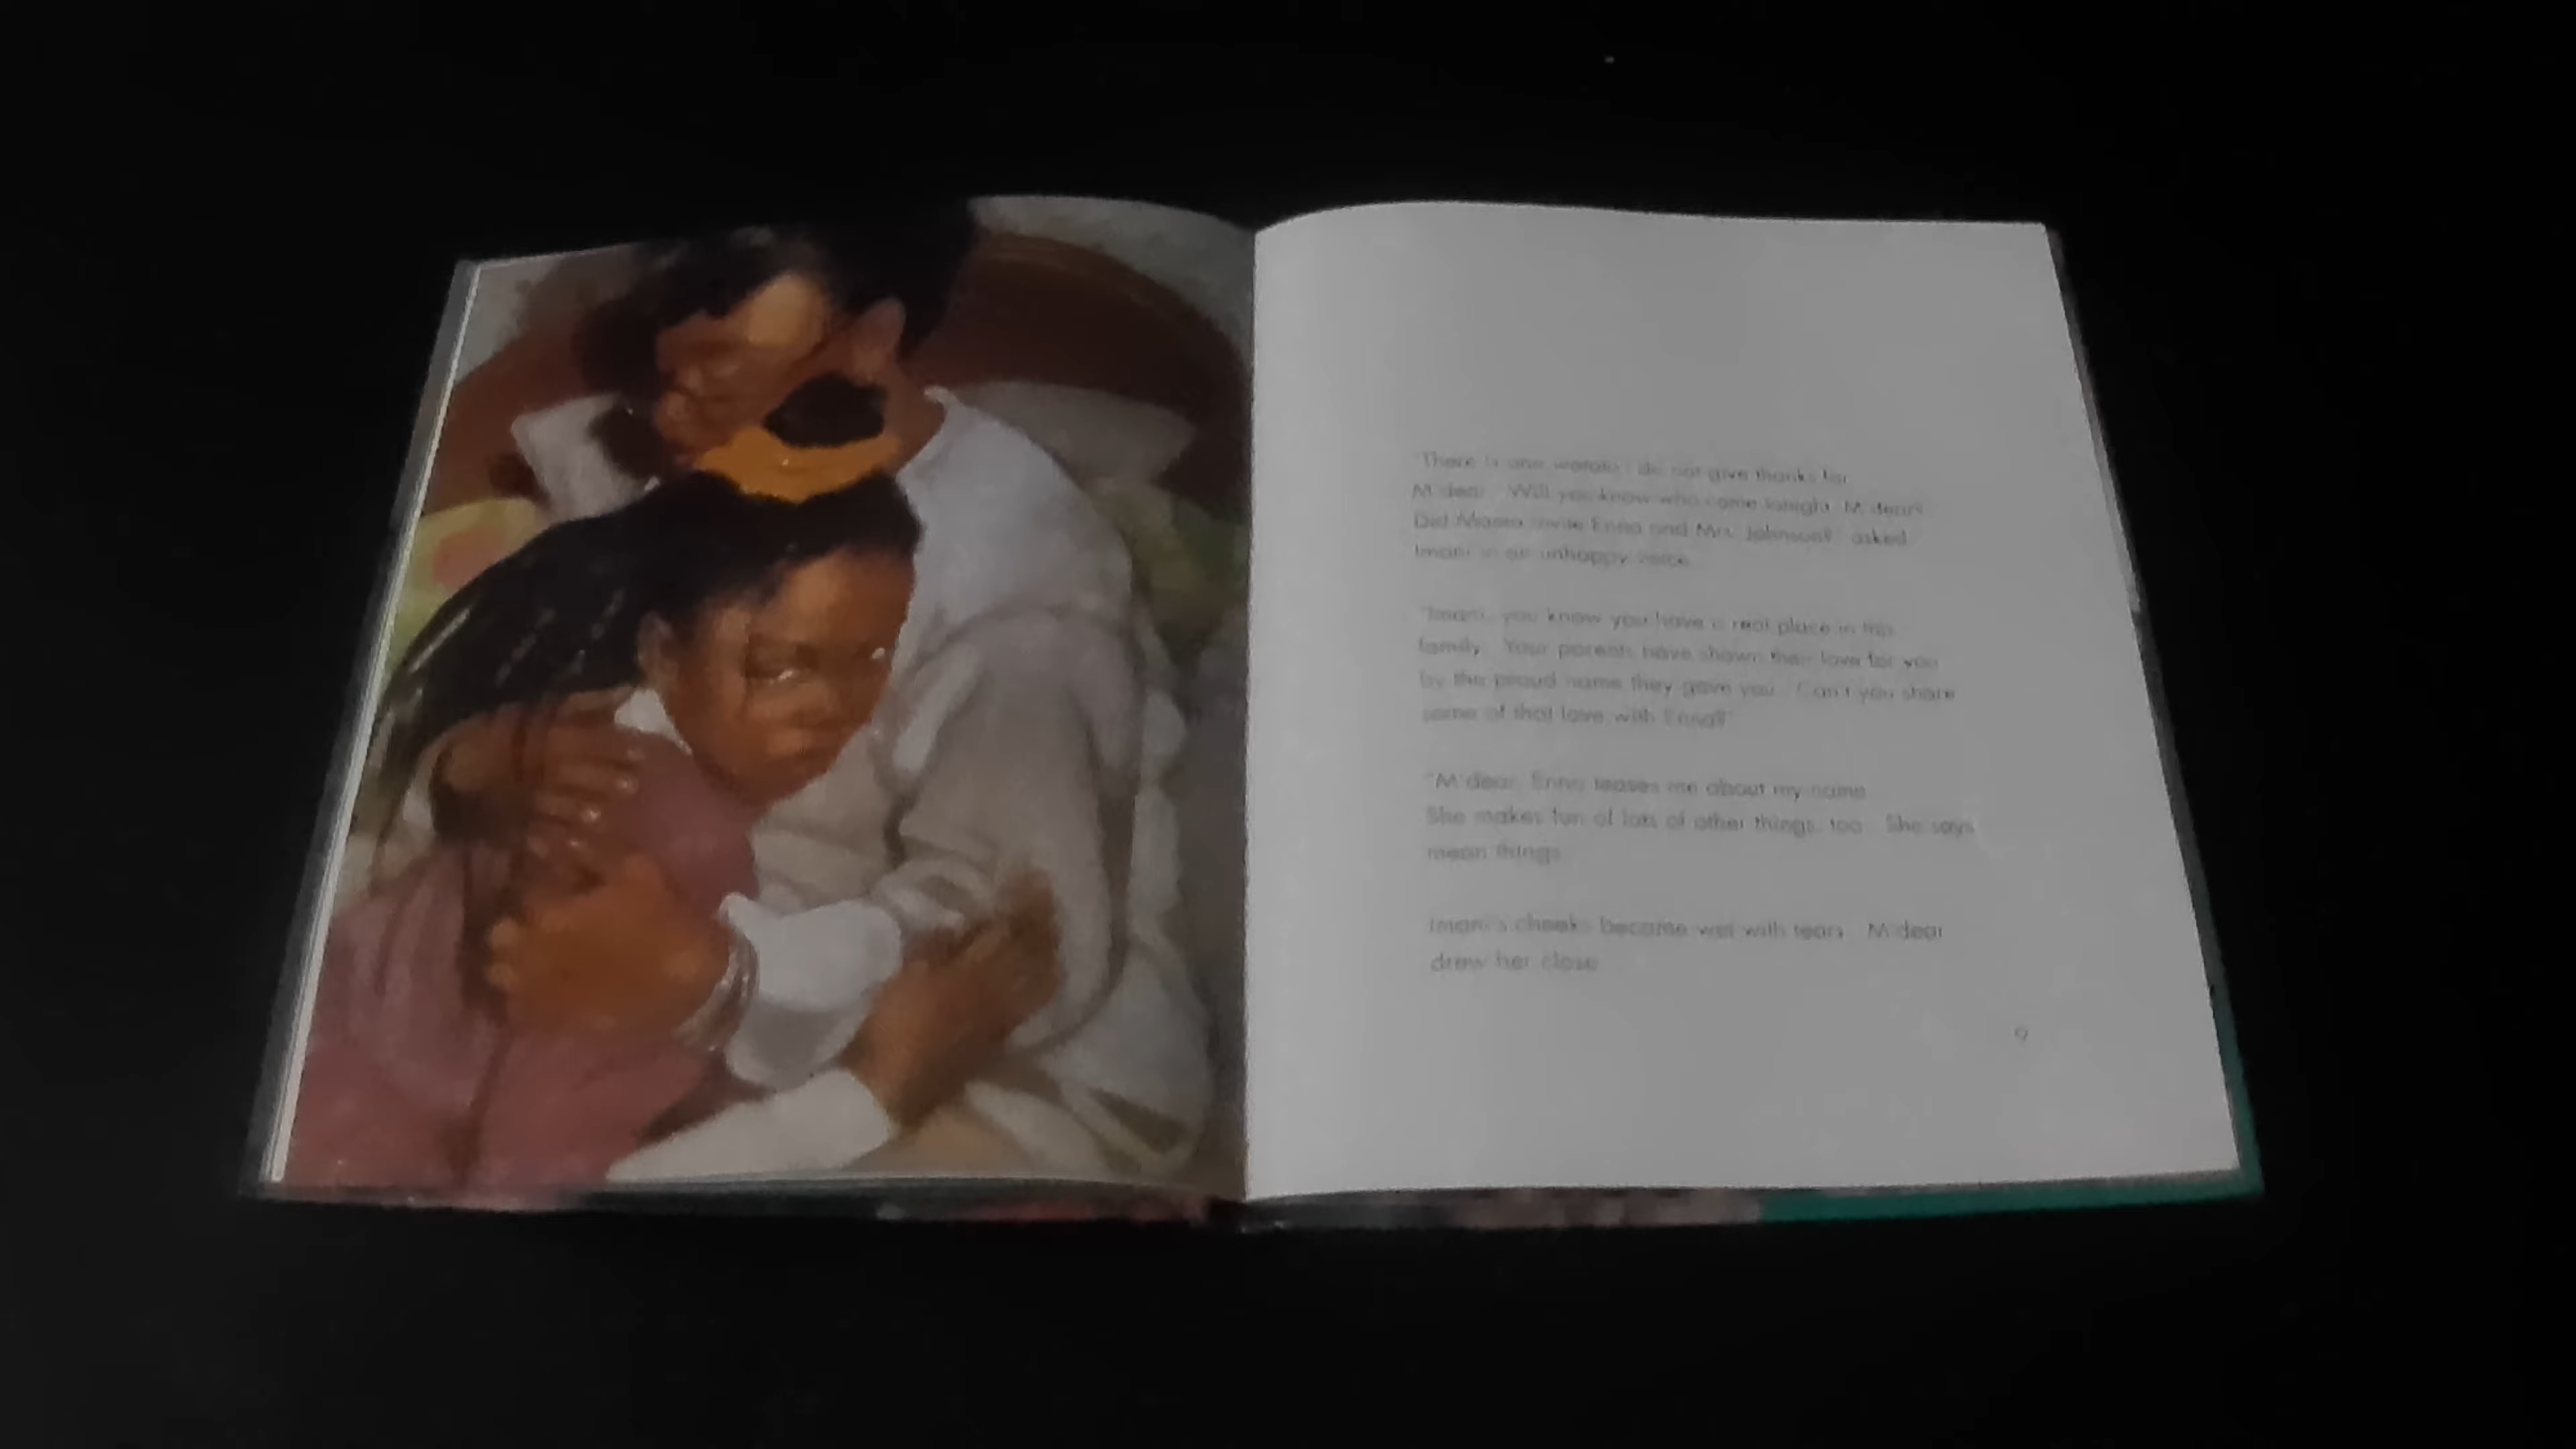 "There is one watoto I do not give thanks for,
M'dear. Will you know who come tonight, M'dear?
Did Mama invite Enna and Mrs. Johnson?" asked
Imani in an unhappy voice.
"Imani, you know you have a real place in this
family. Your parents have shown their love for you
by the proud name they gave you. Can't you share
some of that love with Enna?"
"M'dear, Enna teases me about my name.
She makes fun of lots of other things, too. She says
mean things."
Imani's cheeks became wet with tears. M'dear
drew her close.
9